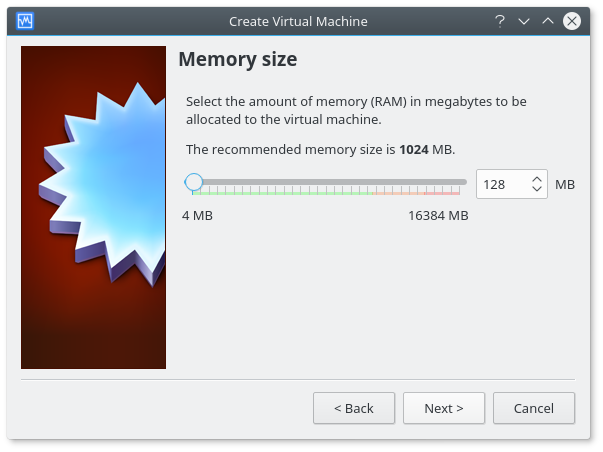 Create Virtual Machine
Memory size
Select the amount of memory (RAM) in megabytes to be
allocated to the virtual machine.
The recommended memory size is 1024 MB.
128 MB
4 MB 16384 MB
< Back Next > Cancel